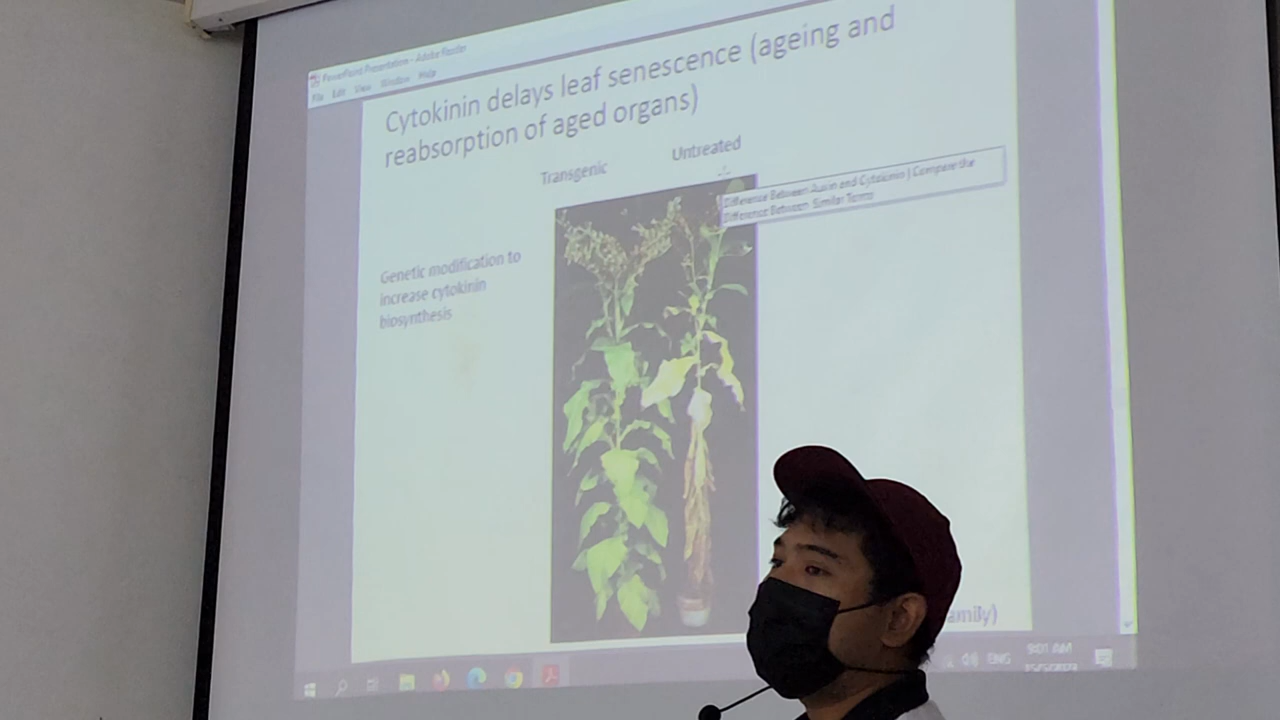 PowerPoint Presentation - Adobe Reader
File Edit View Window Help
Cytokinin delays leaf senescence (ageing and
reabsorption of aged organs)
Transgenic
Untreated
Difference Between Auxin and Cytokinin | Compare the
Difference Between Similar Terms
Genetic modification to
increase cytokinin
biosynthesis
amily)
ENG
9:01 AM